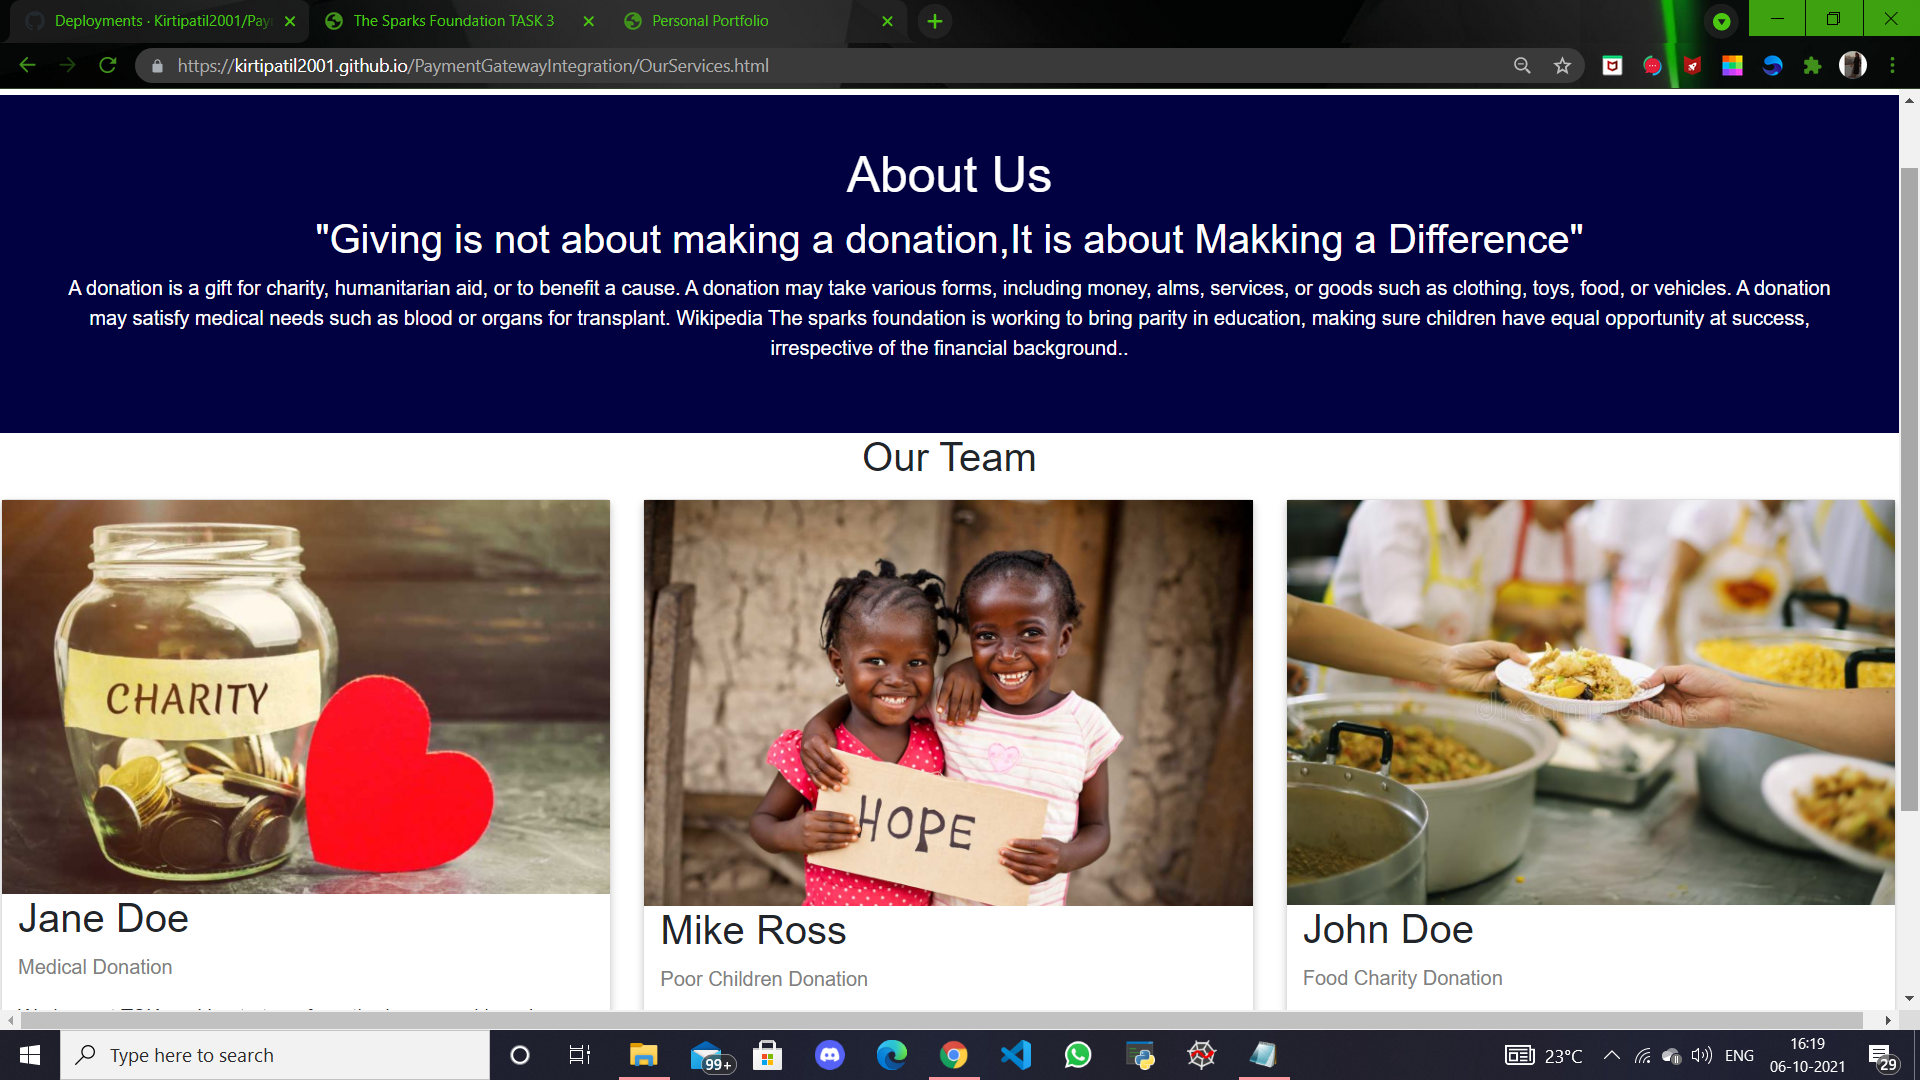 Deployments · Kirtipatil2001/Pay
The Sparks Foundation TASK 3
Personal Portfolio
https://kirtipatil2001.github.io/PaymentGatewayIntegration/OurServices.html
About Us
"Giving is not about making a donation,It is about Makking a Difference"
A donation is a gift for charity, humanitarian aid, or to benefit a cause. A donation may take various forms, including money, alms, services, or goods such as clothing, toys, food, or vehicles. A donation
may satisfy medical needs such as blood or organs for transplant. Wikipedia The sparks foundation is working to bring parity in education, making sure children have equal opportunity at success,
irrespective of the financial background..
Our Team
CHARITY
HOPE
dreamstime
Jane Doe
Medical Donation
Mike Ross
Poor Children Donation
John Doe
Food Charity Donation
Type here to search
99+
23°C
ENG
16:19
06-10-2021
29